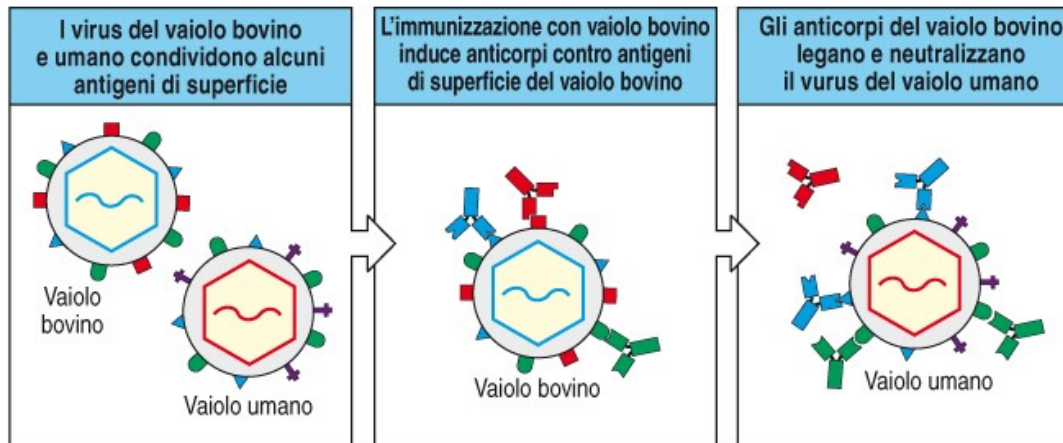 I virus del vaiolo bovino
e umano condividono alcuni
antigeni di superficie
L'immunizzazione con vaiolo bovino
induce anticorpi contro antigeni
di superficie del vaiolo bovino
Gli anticorpi del vaiolo bovino
legano e neutralizzano
il vurus del vaiolo umano
Vaiolo
bovino
Vaiolo umano
Vaiolo bovino
Vaiolo umano